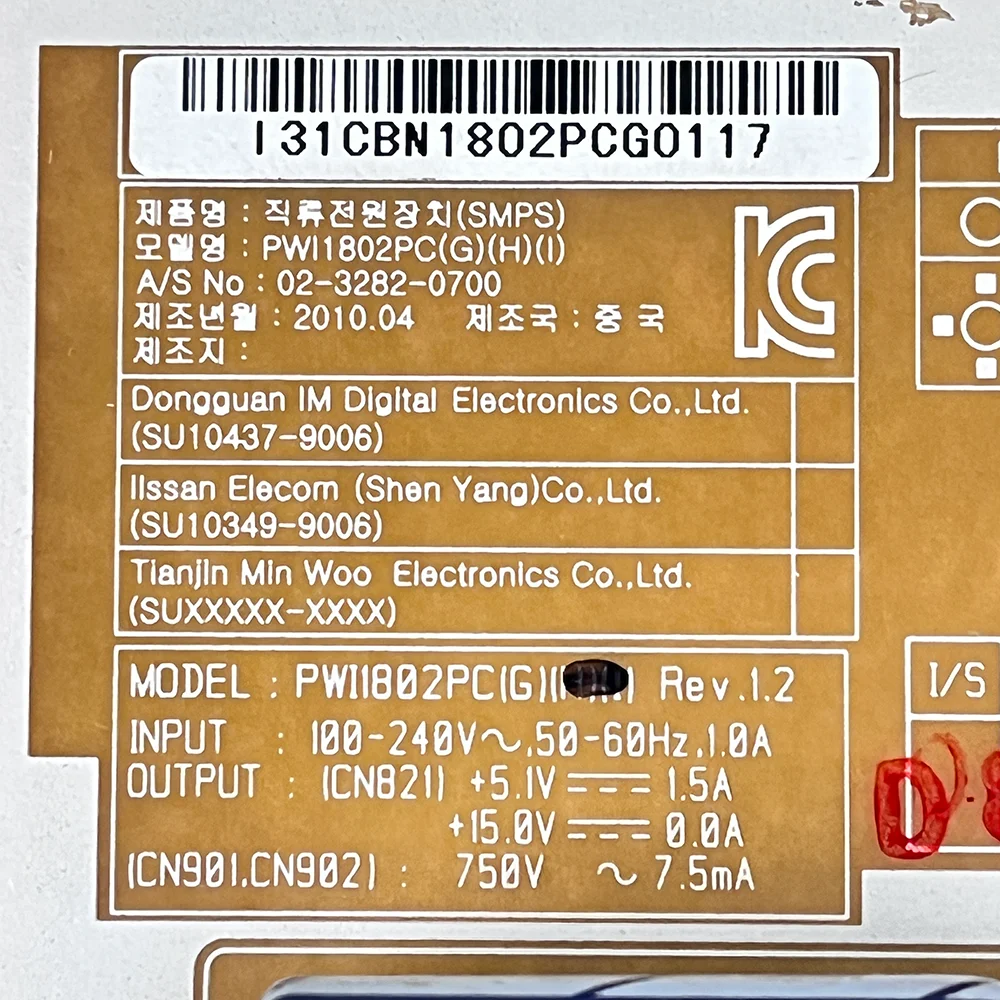 I31CBN1802PCG0117
제품명 : 직류전원장치(SMPS)
모델명 : PWI1802PC(G)(H)(I)
A/S No : 02-3282-0700
제조년월 : 2010.04 제조국 : 중국
제조지 :
Dongguan IM Digital Electronics Co.,Ltd.
(SU10437-9006)
IIssan Elecom (Shen Yang)Co.,Ltd.
(SU10349-9006)
Tianjin Min Woo Electronics Co.,Ltd.
(SUXXXXX-XXXX)
MODEL : PWI1802PC(G) Rev.1.2
INPUT : 100-240V~,50-60Hz,1.0A
OUTPUT : (CN821) +5.1V ⎓ 1.5A
+15.0V ⎓ 0.0A
(CN901,CN902) : 750V ~ 7.5mA
I/S